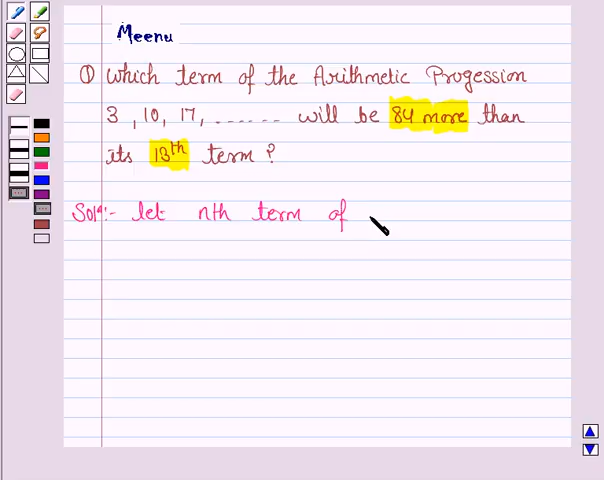 Meenu
① Which term of the Arithmetic Progession
3 , 10, 17, ....... will be 84 more than
its 13th term ?
Solⁿ:- let nth term of